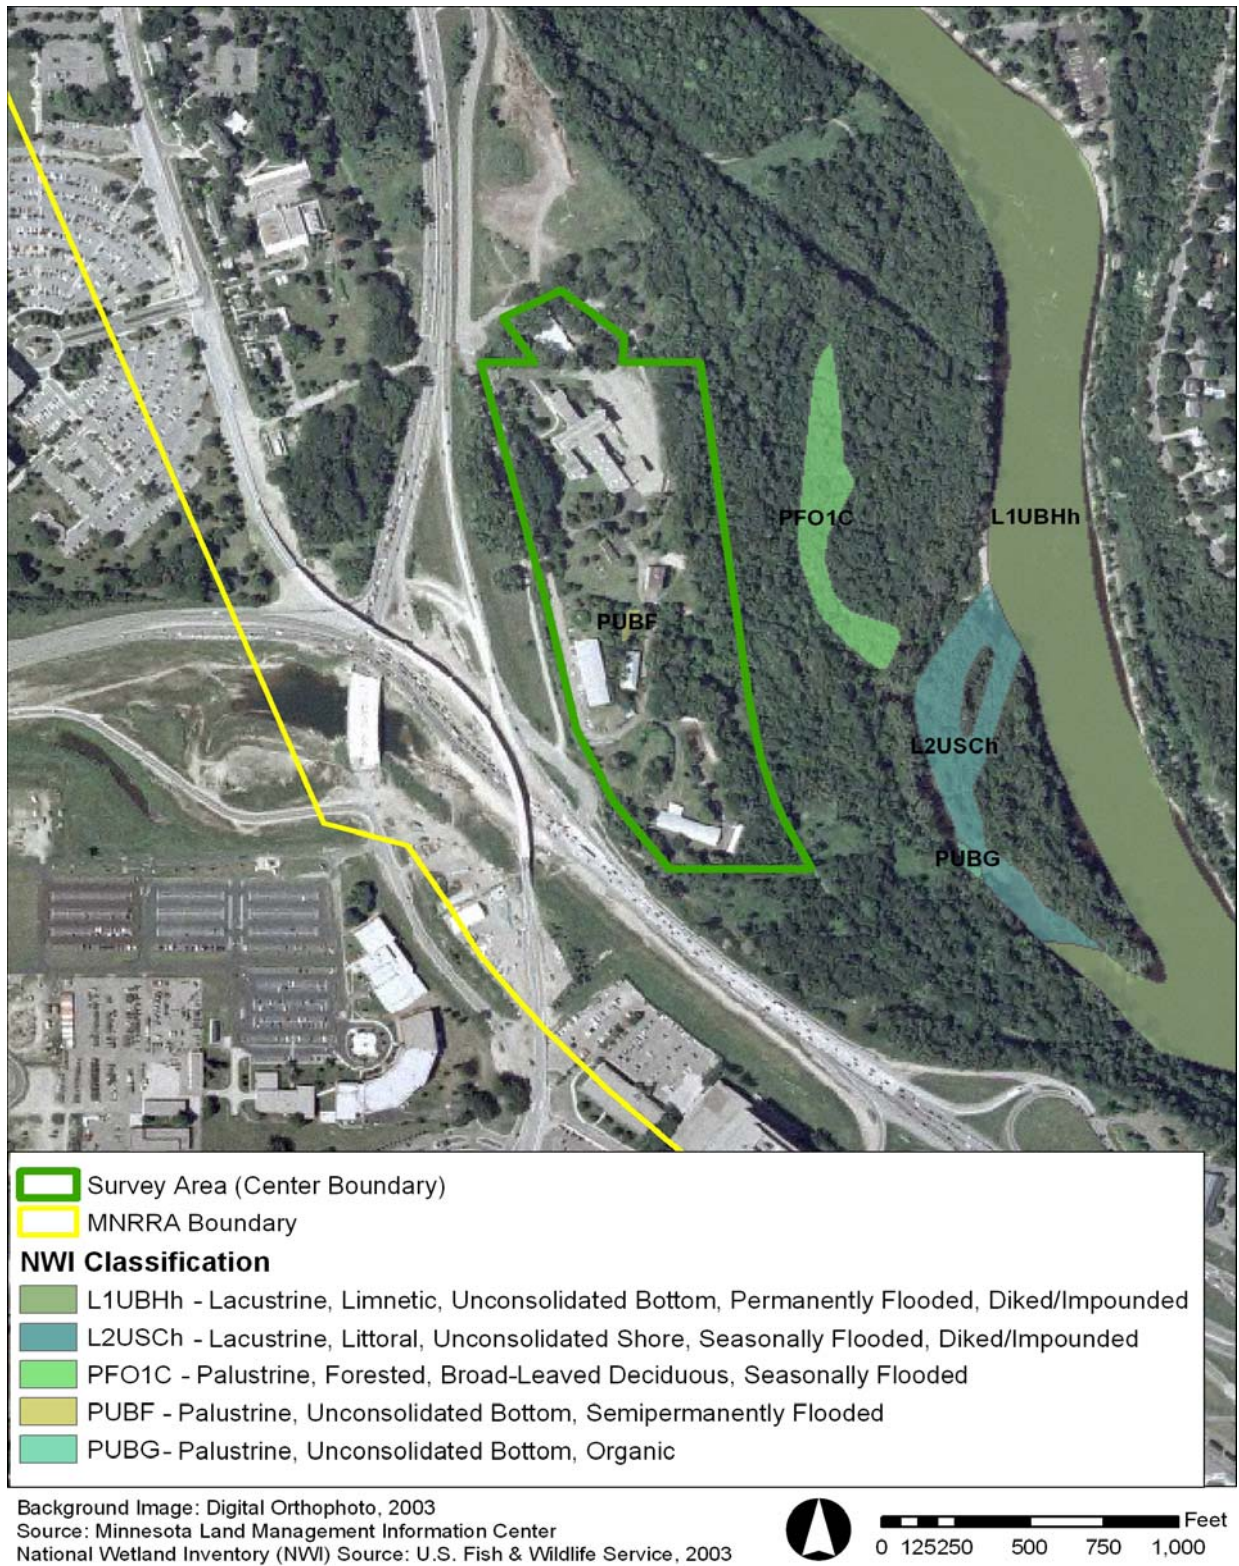 PFO1C
L1UBHh
PUBF
L2USCh
PUBG
Survey Area (Center Boundary)
MNRRA Boundary
NWI Classification
L1UBHh - Lacustrine, Limnetic, Unconsolidated Bottom, Permanently Flooded, Diked/Impounded
L2USCh - Lacustrine, Littoral, Unconsolidated Shore, Seasonally Flooded, Diked/Impounded
PFO1C - Palustrine, Forested, Broad-Leaved Deciduous, Seasonally Flooded
PUBF - Palustrine, Unconsolidated Bottom, Semipermanently Flooded
PUBG- Palustrine, Unconsolidated Bottom, Organic
Background Image: Digital Orthophoto, 2003
Source: Minnesota Land Management Information Center
National Wetland Inventory (NWI) Source: U.S. Fish & Wildlife Service, 2003
Feet
0 125250 500 750 1,000